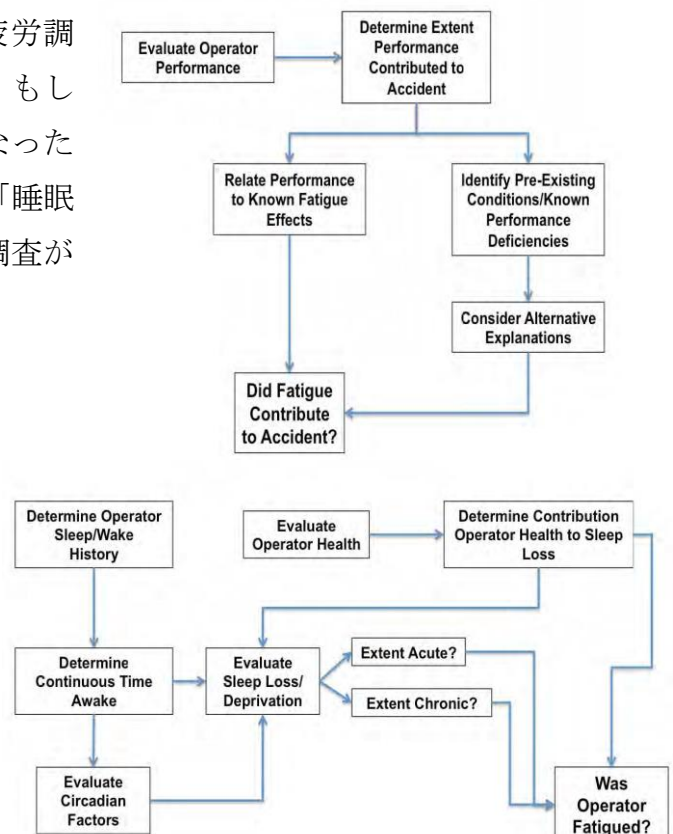 疲労調
もし
なった
「睡眠
調査が
Evaluate Operator
Performance
Determine Extent
Performance
Contributed to
Accident
Relate Performance
to Known Fatigue
Effects
Identify Pre-Existing
Conditions/Known
Performance
Deficiencies
Consider Alternative
Explanations
Did Fatigue
Contribute
to Accident?
Determine Operator
Sleep/Wake
History
Evaluate
Operator Health
Determine Contribution
Operator Health to Sleep
Loss
Determine
Continuous Time
Awake
Evaluate
Sleep Loss/
Deprivation
Extent Acute?
Extent Chronic?
Evaluate
Circadian
Factors
Was
Operator
Fatigued?